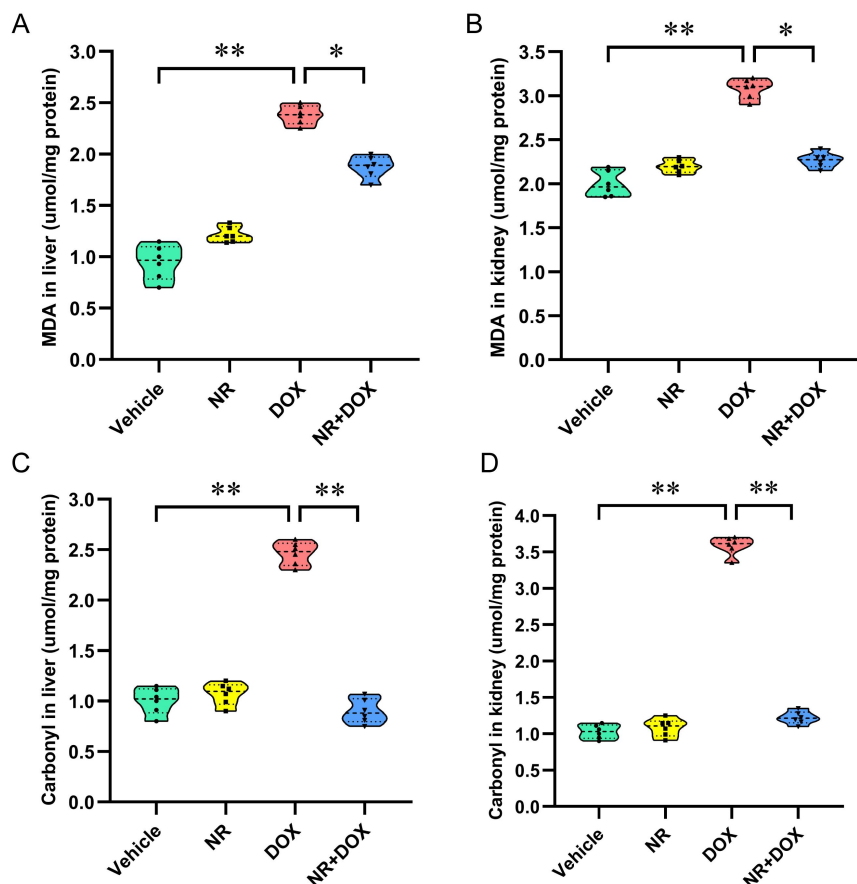 A
MDA in liver (umol/mg protein)
3.0
2.5
2.0
1.5
1.0
0.5
0.0
** *
Vehicle NR DOX NR+DOX
B
MDA in kidney (umol/mg protein)
3.5
3.0
2.5
2.0
1.5
1.0
0.5
0.0
** *
Vehicle NR DOX NR+DOX
C
Carbonyl in liver (umol/mg protein)
3.0
2.5
2.0
1.5
1.0
0.5
0.0
** **
Vehicle NR DOX NR+DOX
D
Carbonyl in kidney (umol/mg protein)
4.0
3.5
3.0
2.5
2.0
1.5
1.0
0.5
0.0
** **
Vehicle NR DOX NR+DOX